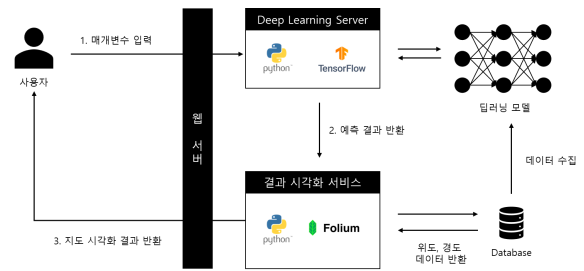 Deep Learning Server
1. 매개변수 입력
python
TensorFlow
사용자
딥러닝 모델
웹
서
버
2. 예측 결과 반환
데이터 수집
결과 시각화 서비스
python
Folium
3. 지도 시각화 결과 반환
위도, 경도
데이터 반환
Database